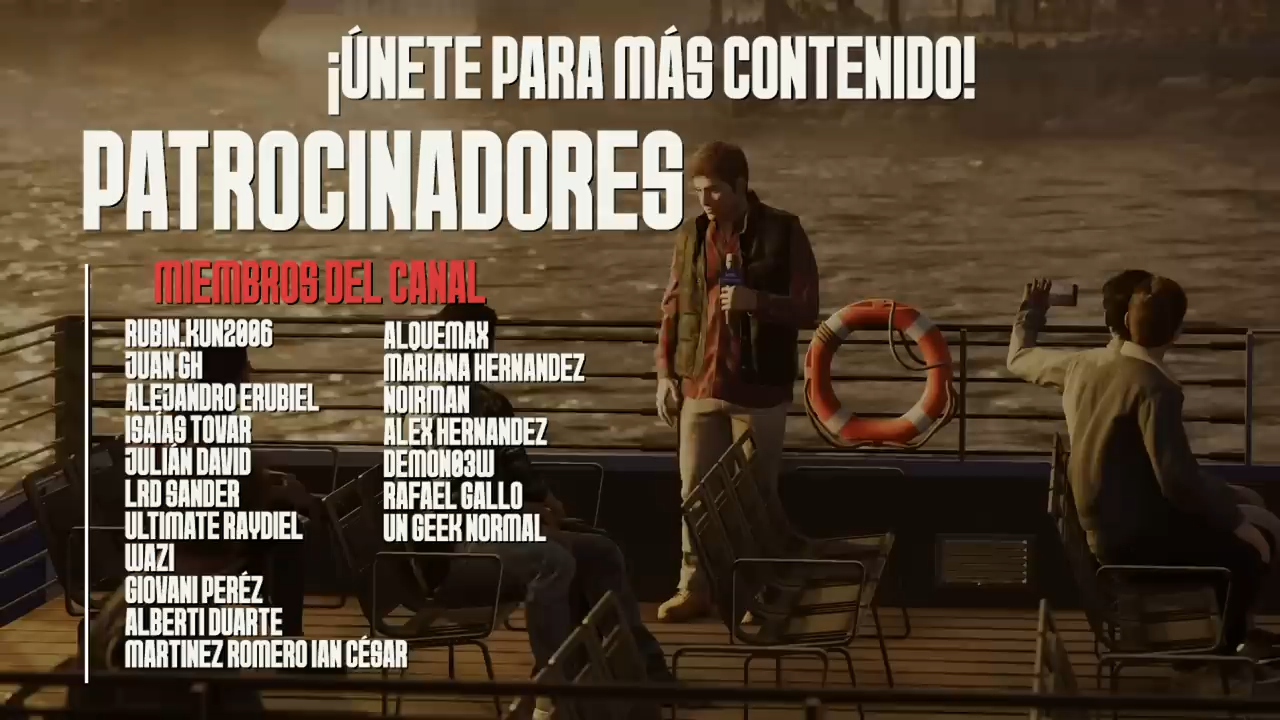 ¡ÚNETE PARA MÁS CONTENIDO!
PATROCINADORES
MIEMBROS DEL CANAL
RUBIN.KUN2006
JUAN GH
ALEJANDRO ERUBIEL
ISAÍAS TOVAR
JULIÁN DAVID
LRD SANDER
ULTIMATE RAYDIEL
WAZI
GIOVANI PERÉZ
ALBERTI DUARTE
MARTINEZ ROMERO IAN CÉSAR
ALQUEMAX
MARIANA HERNANDEZ
NOIRMAN
ALEX HERNANDEZ
DEMON03W
RAFAEL GALLO
UN GEEK NORMAL